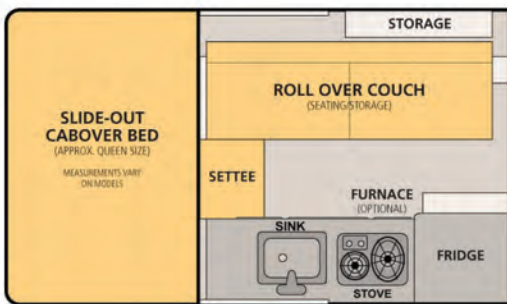 STORAGE
SLIDE-OUT
CABOVER BED
(APPROX. QUEEN SIZE)
MEASUREMENTS VARY
ON MODELS
ROLL OVER COUCH
(SEATING/STORAGE)
SETTEE
FURNACE
(OPTIONAL)
SINK
STOVE
FRIDGE